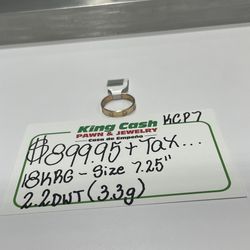 King Cash
PAWN & JEWELRY
Casa de Empeño
KCP7
$899.95 + Tax...
18KRG - Size 7.25"
2.2DWT (3.3g)